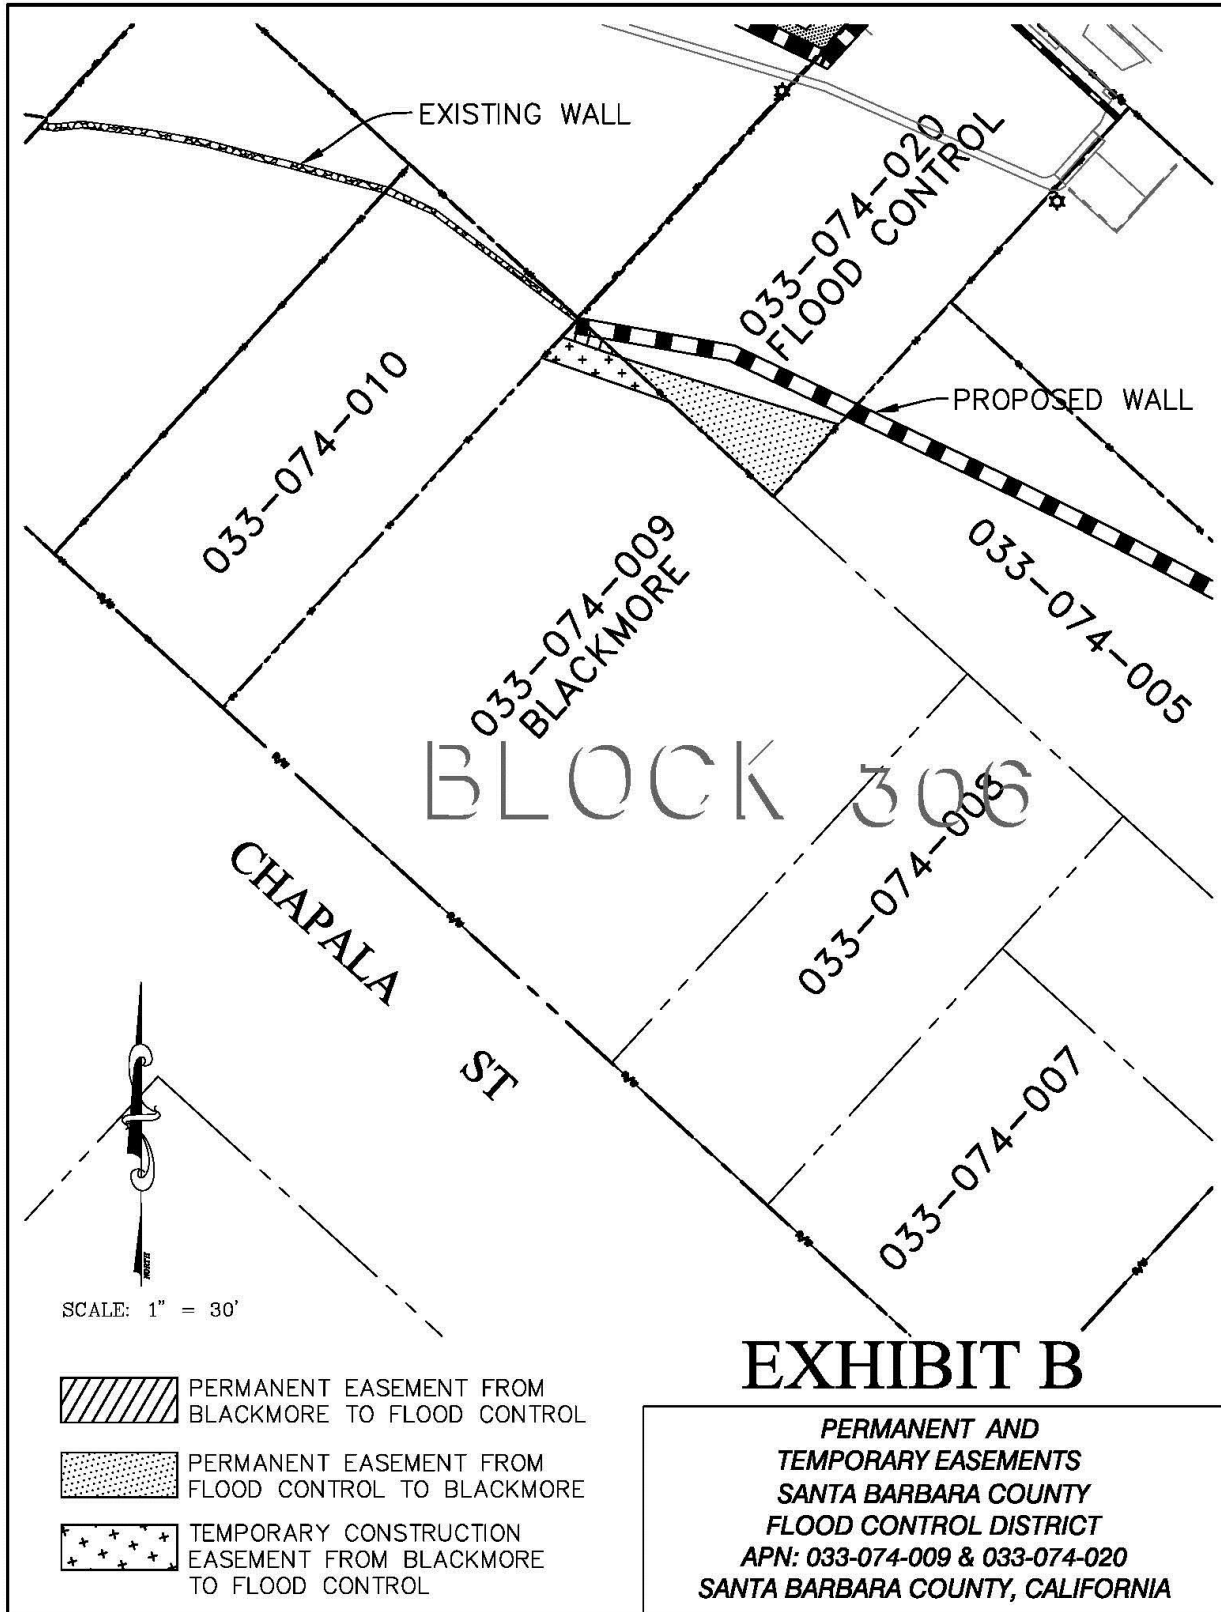 EXISTING WALL
033-074-020
FLOOD CONTROL
PROPOSED WALL
033-074-010
033-074-009
BLACKMORE
033-074-005
BLOCK 306
033-074-008
CHAPALA
ST
033-074-007
NORTH
SCALE: 1" = 30'
PERMANENT EASEMENT FROM
BLACKMORE TO FLOOD CONTROL
PERMANENT EASEMENT FROM
FLOOD CONTROL TO BLACKMORE
TEMPORARY CONSTRUCTION
EASEMENT FROM BLACKMORE
TO FLOOD CONTROL
EXHIBIT B
PERMANENT AND
TEMPORARY EASEMENTS
SANTA BARBARA COUNTY
FLOOD CONTROL DISTRICT
APN: 033-074-009 & 033-074-020
SANTA BARBARA COUNTY, CALIFORNIA